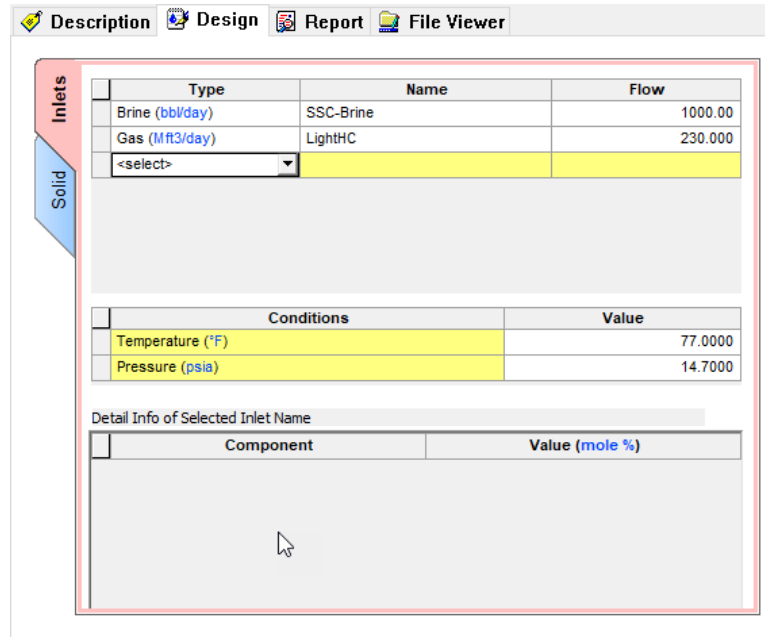 Description Design Report File Viewer
Inlets
Solid
Type Name Flow
Brine (bbl/day) SSC-Brine 1000.00
Gas (Mft3/day) LightHC 230.000
<select>
Conditions Value
Temperature (°F) 77.0000
Pressure (psia) 14.7000
Detail Info of Selected Inlet Name
Component Value (mole %)